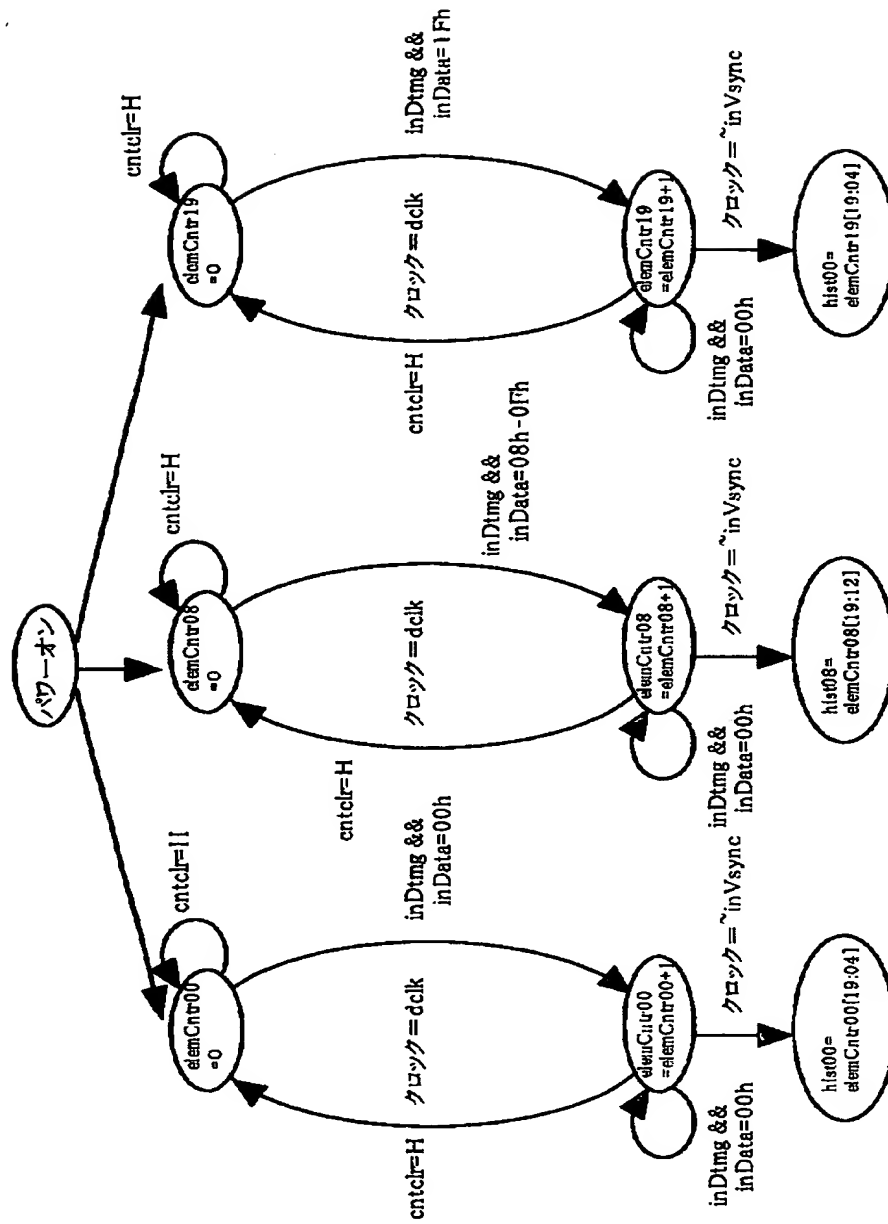 パワーオン
cntclr=H
elemCntr00
=0
inDtmg &&
inData=00h
クロック=dclk
cntclr=H
elemCntr00
=elemCntr00+1
inDtmg &&
inData=00h
クロック=~inVsync
hist00=
elemCntr00[19:04]
cntclr=H
elemCntr08
=0
inDtmg &&
inData=08h-0Fh
クロック=dclk
cntclr=H
elemCntr08
=elemCntr08+1
inDtmg &&
inData=00h
クロック=~inVsync
hist08=
elemCntr08[19:12]
cntclr=H
elemCntr19
=0
inDtmg &&
inData=1Fh
クロック=dclk
cntclr=H
elemCntr19
=elemCntr19+1
inDtmg &&
inData=00h
クロック=~inVsync
hist00=
elemCntr19[19:04]